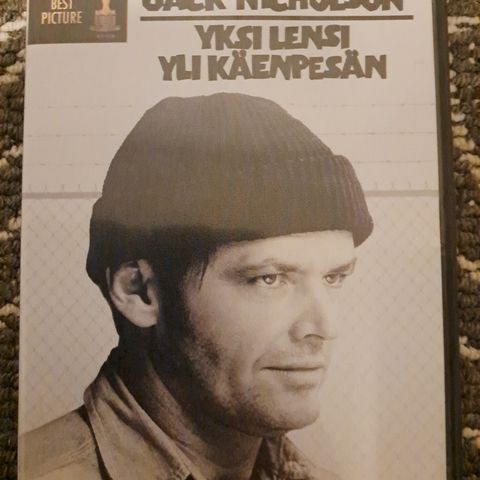 BEST
PICTURE
JACK NICHOLSON
YKSI LENSI
YLI KÄENPESÄN